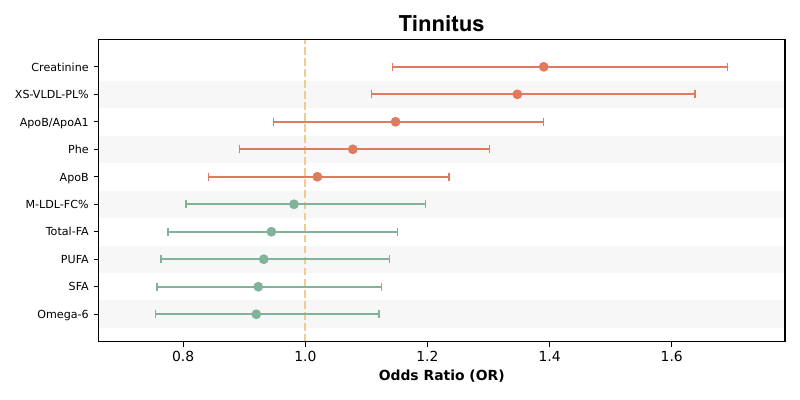 Tinnitus
Creatinine
XS-VLDL-PL%
ApoB/ApoA1
Phe
ApoB
M-LDL-FC%
Total-FA
PUFA
SFA
Omega-6
0.8 1.0 1.2 1.4 1.6
Odds Ratio (OR)